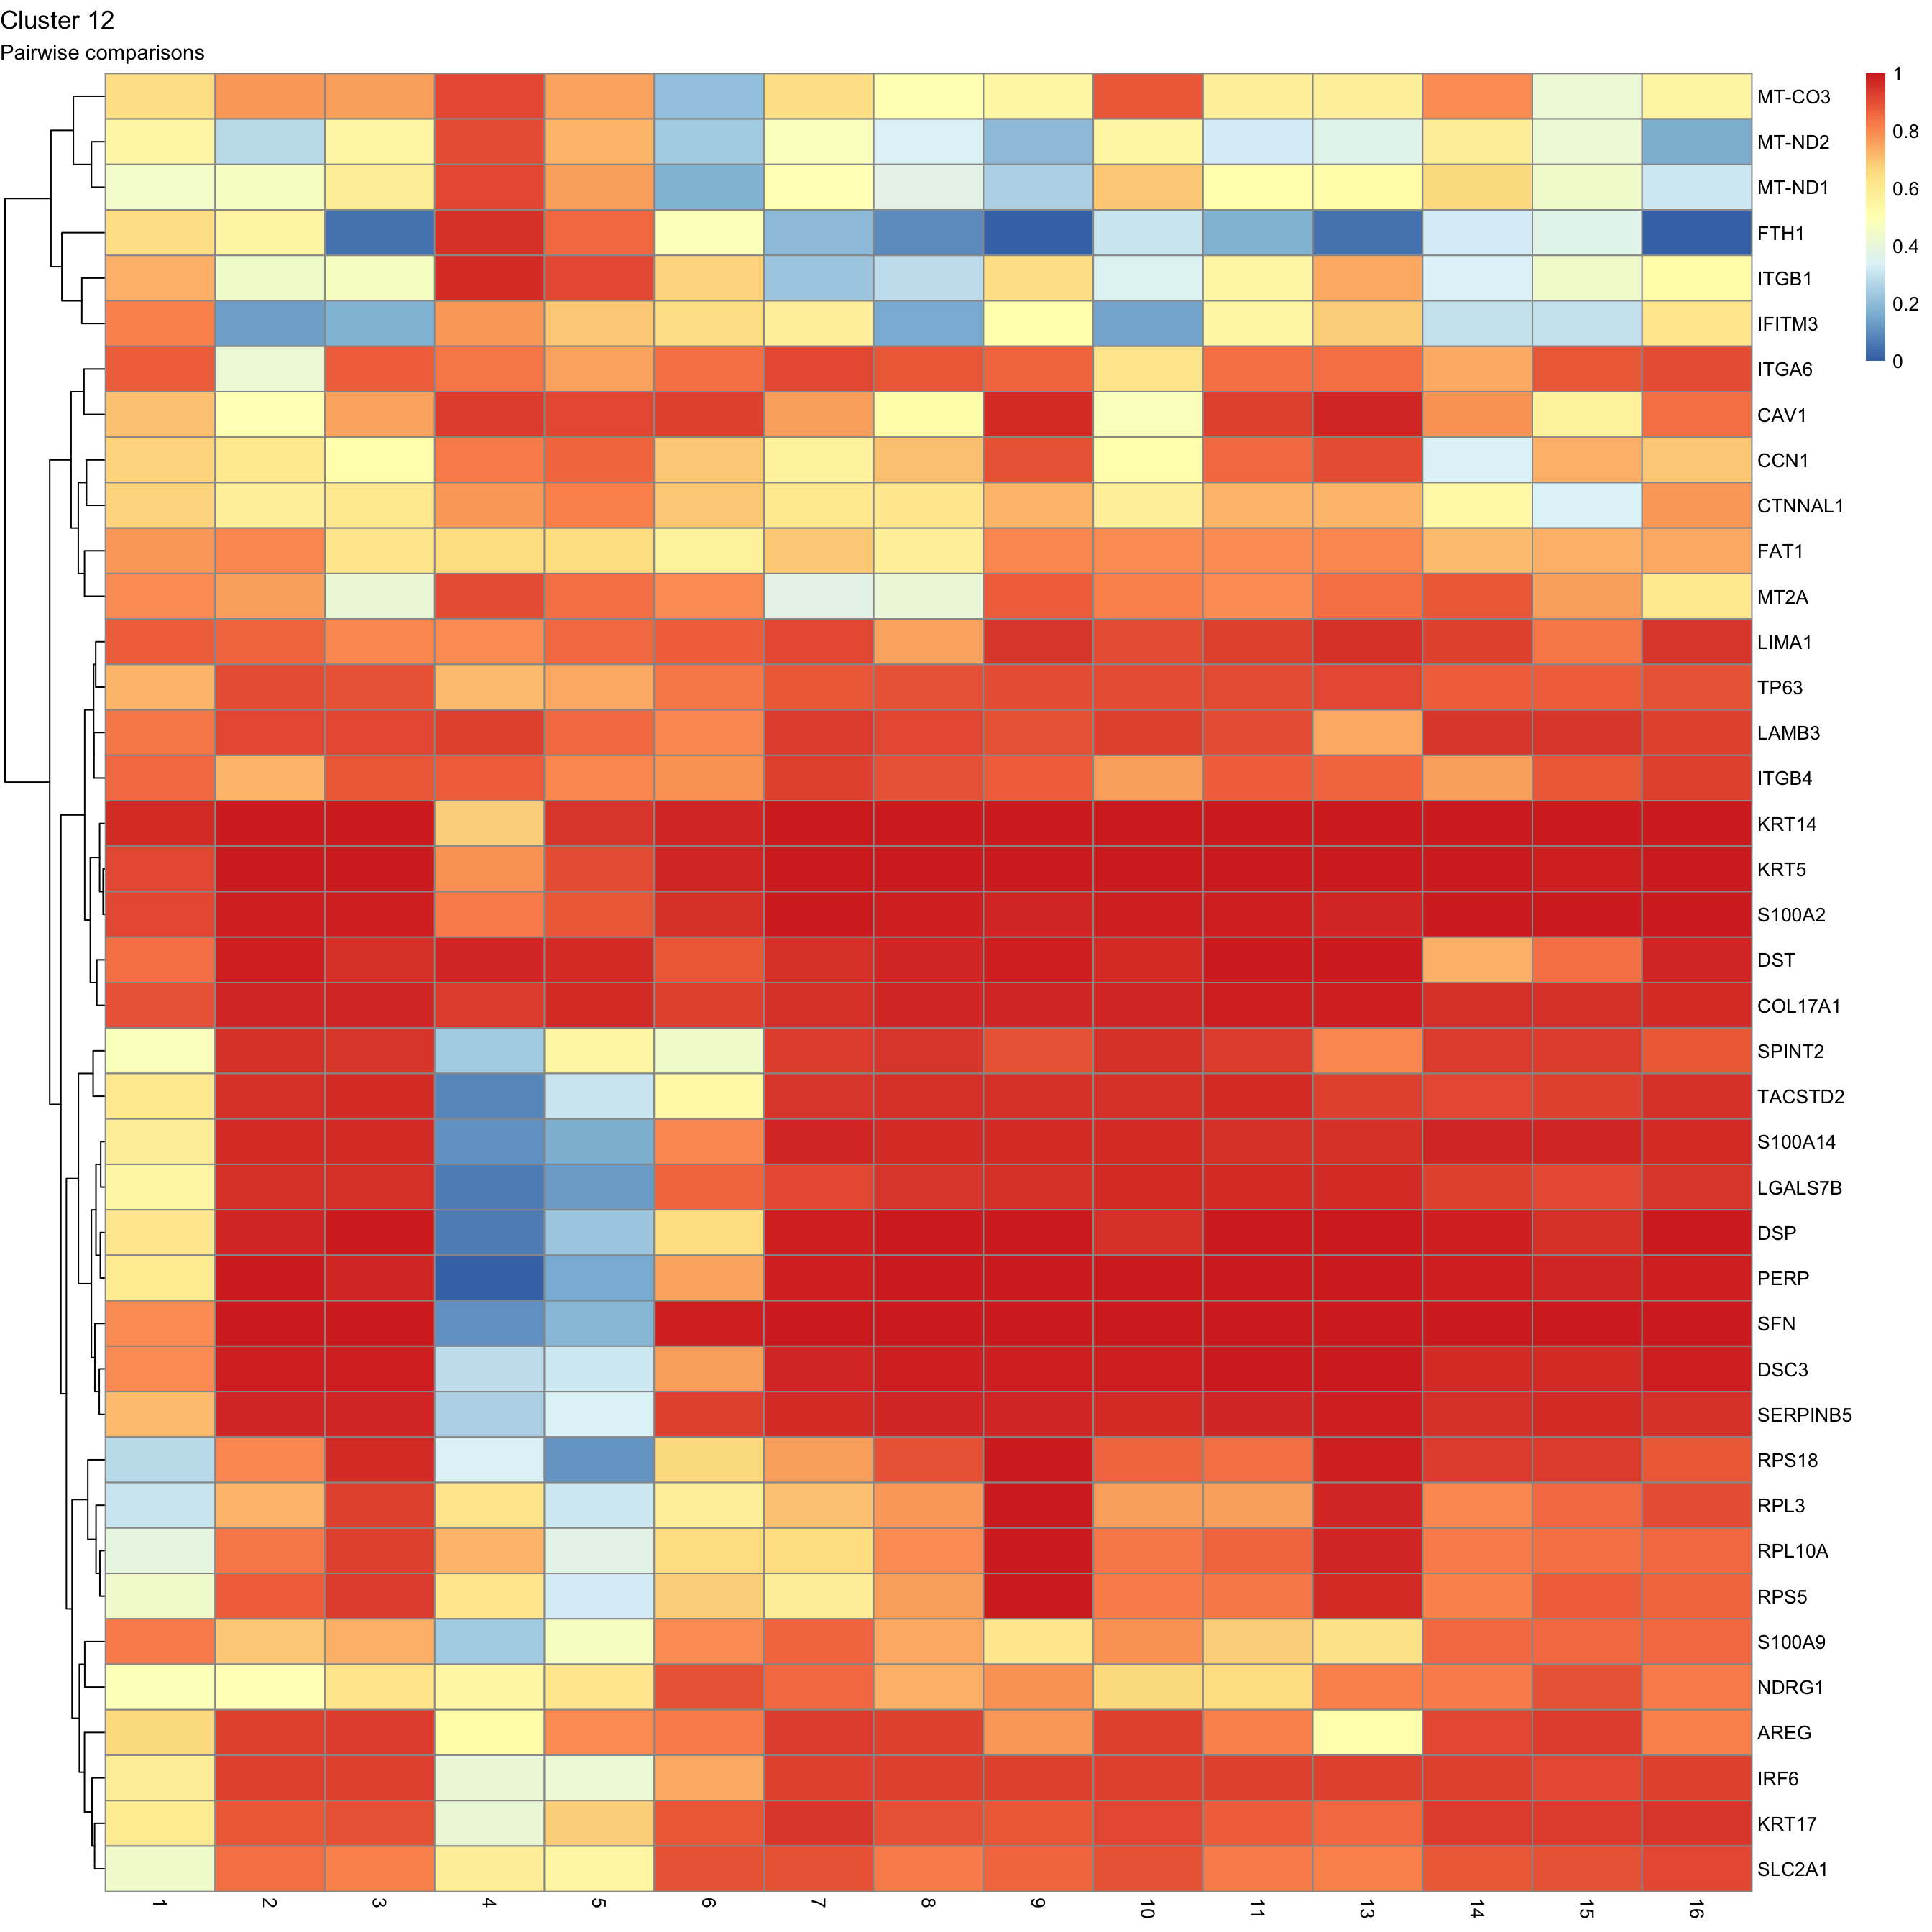 Cluster 12
Pairwise comparisons
1
0.8
0.6
0.4
0.2
0
MT-CO3
MT-ND2
MT-ND1
FTH1
ITGB1
IFITM3
ITGA6
CAV1
CCN1
CTNNAL1
FAT1
MT2A
LIMA1
TP63
LAMB3
ITGB4
KRT14
KRT5
S100A2
DST
COL17A1
SPINT2
TACSTD2
S100A14
LGALS7B
DSP
PERP
SFN
DSC3
SERPINB5
RPS18
RPL3
RPL10A
RPS5
S100A9
NDRG1
AREG
IRF6
KRT17
SLC2A1
1 2 3 4 5 6 7 8 9 10 11 13 14 15 16